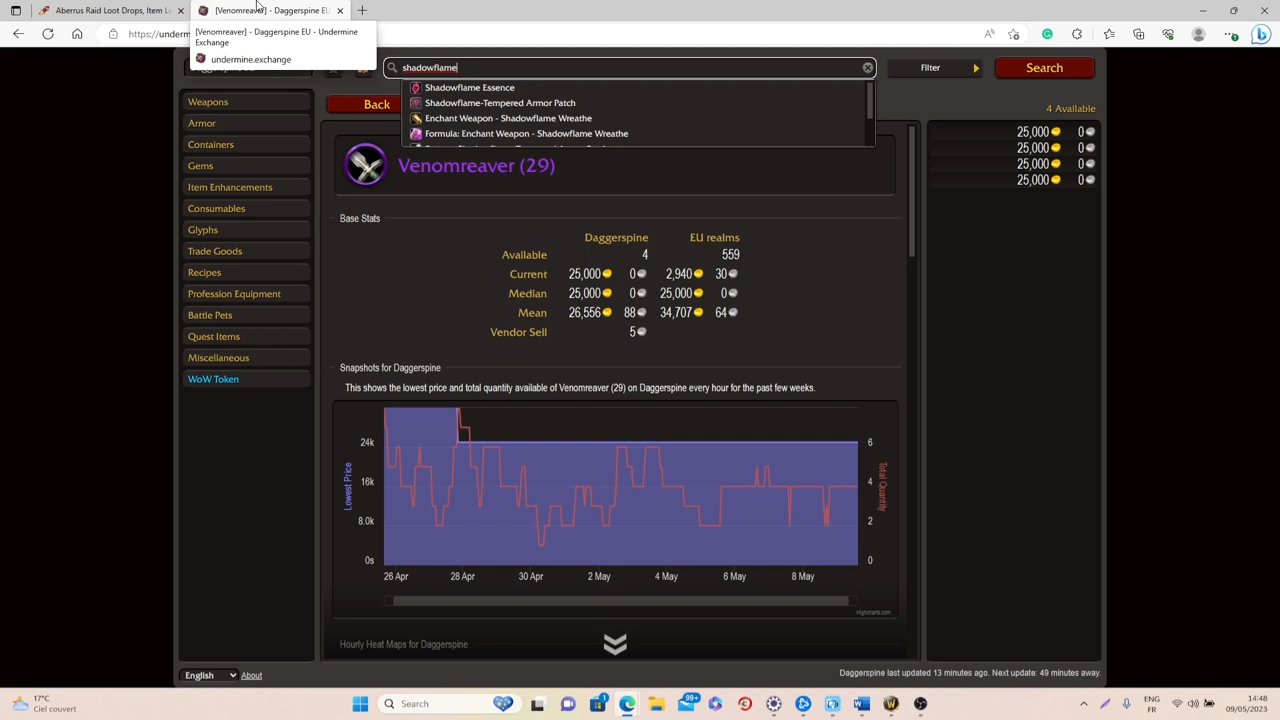 Aberrus Raid Loot Drops, Item L
[Venomreaver] - Daggerspine EU
https://underm
[Venomreaver] - Daggerspine EU - Undermine
Exchange
undermine.exchange
shadowflame
Filter
Search
Shadowflame Essence
Shadowflame-Tempered Armor Patch
Enchant Weapon - Shadowflame Wreathe
Formula: Enchant Weapon - Shadowflame Wreathe
Back
4 Available
Weapons
Armor
Containers
Gems
Item Enhancements
Consumables
Glyphs
Trade Goods
Recipes
Profession Equipment
Battle Pets
Quest Items
Miscellaneous
WoW Token
Venomreaver (29)
25,000 0
25,000 0
25,000 0
25,000 0
Base Stats
Daggerspine EU realms
Available 4 559
Current 25,000 0 2,940 30
Median 25,000 0 25,000 0
Mean 26,556 88 34,707 64
Vendor Sell 5
Snapshots for Daggerspine
This shows the lowest price and total quantity available of Venomreaver (29) on Daggerspine every hour for the past few weeks.
Lowest Price
24k
16k
8.0k
0s
6
4
2
0
Total Quantity
26 Apr 28 Apr 30 Apr 2 May 4 May 6 May 8 May
Highcharts.com
Hourly Heat Maps for Daggerspine
English
About
Daggerspine last updated 13 minutes ago. Next update: 49 minutes away.
17°C
Ciel couvert
Search
99+
ENG
FR
14:48
09/05/2023